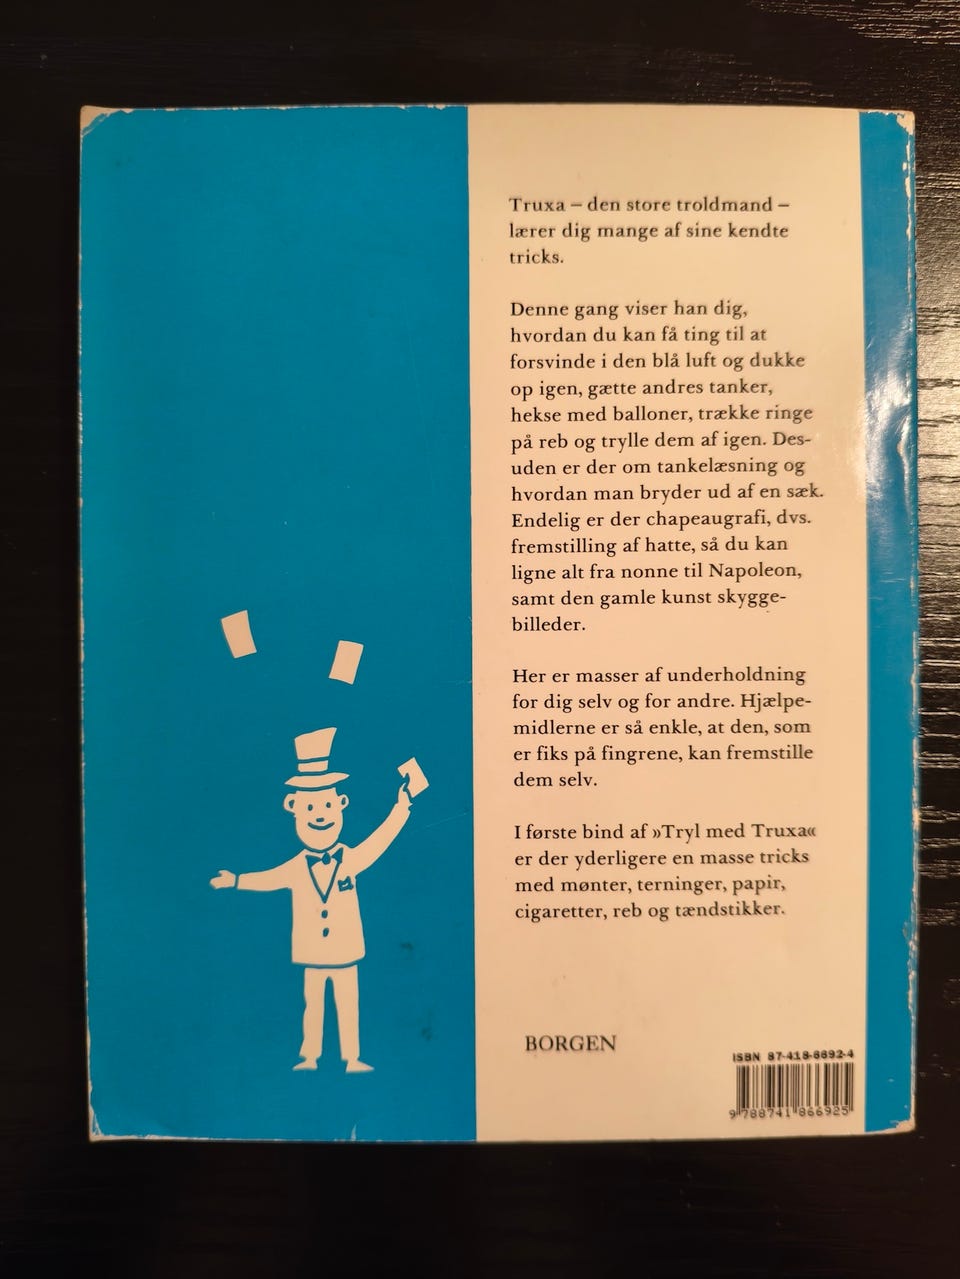 Truxa – den store troldmand –
lærer dig mange af sine kendte
tricks.
Denne gang viser han dig,
hvordan du kan få ting til at
forsvinde i den blå luft og dukke
op igen, gætte andres tanker,
hekse med balloner, trække ringe
på reb og trylle dem af igen. Des-
uden er der om tankelæsning og
hvordan man bryder ud af en sæk.
Endelig er der chapeaugrafi, dvs.
fremstilling af hatte, så du kan
ligne alt fra nonne til Napoleon,
samt den gamle kunst skygge-
billeder.
Her er masser af underholdning
for dig selv og for andre. Hjælpe-
midlerne er så enkle, at den, som
er fiks på fingrene, kan fremstille
dem selv.
I første bind af »Tryl med Truxa«
er der yderligere en masse tricks
med mønter, terninger, papir,
cigaretter, reb og tændstikker.
BORGEN
ISBN 87-418-6692-4
9 788741 866925